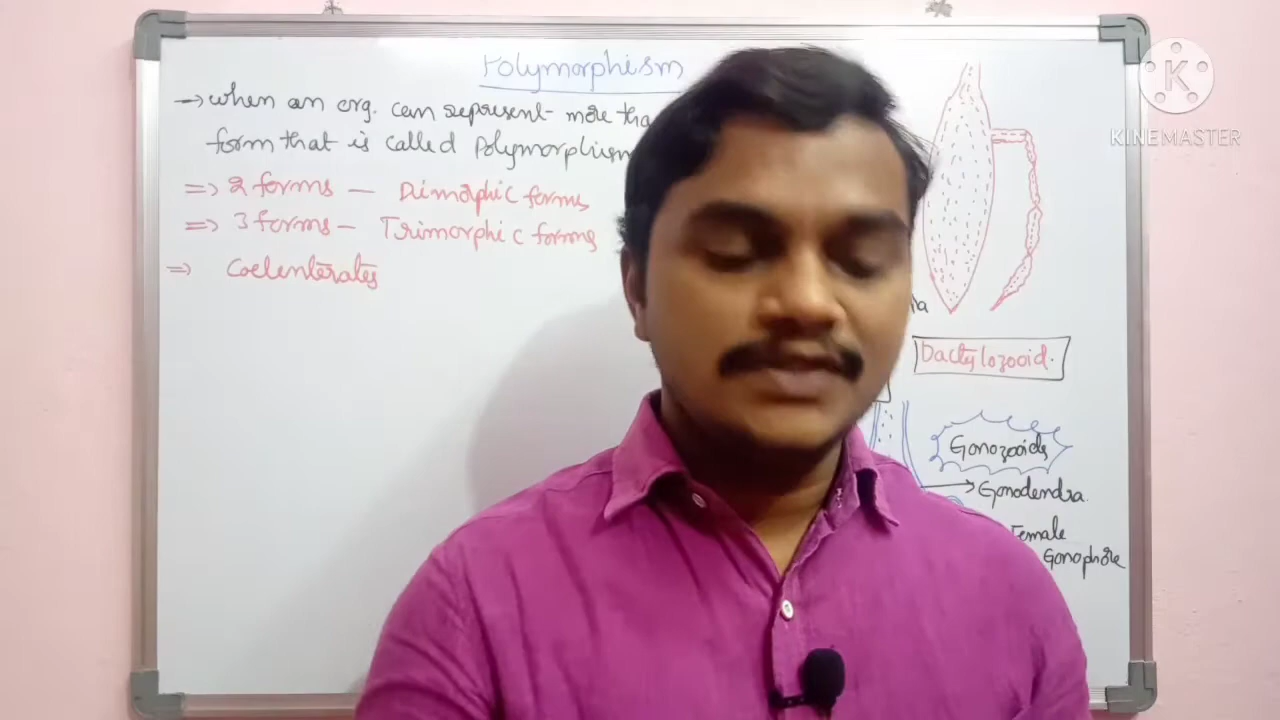 Polymorphism
→ when an org. can represent more tha
form that is called Polymorphism
⇒ 2 forms — Dimorphic forms
⇒ 3 forms — Trimorphic forms
⇒ Coelenterates
Dactylozooid.
Gonozooids
→ Gonodendra.
Female
Gonophore
KINEMASTER